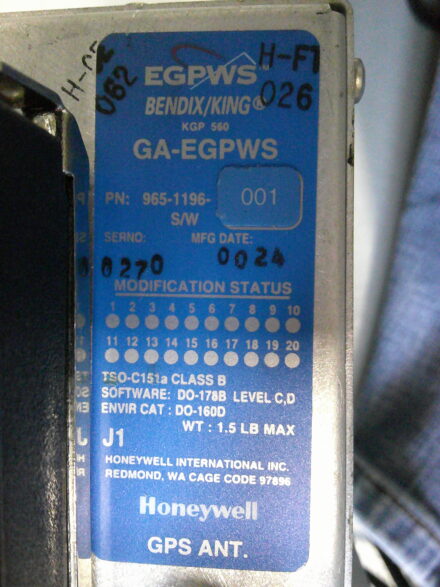 H-CE
062
H-FT
026
EGPWS
BENDIX/KING®
KGP 560
GA-EGPWS
PN: 965-1196-
001
S/W
SERNO: MFG DATE:
0270 0024
MODIFICATION STATUS
1 2 3 4 5 6 7 8 9 10
11 12 13 14 15 16 17 18 19 20
TSO-C151a CLASS B
SOFTWARE: DO-178B LEVEL C,D
ENVIR CAT : DO-160D
WT : 1.5 LB MAX
J1
HONEYWELL INTERNATIONAL INC.
REDMOND, WA CAGE CODE 97896
Honeywell
GPS ANT.